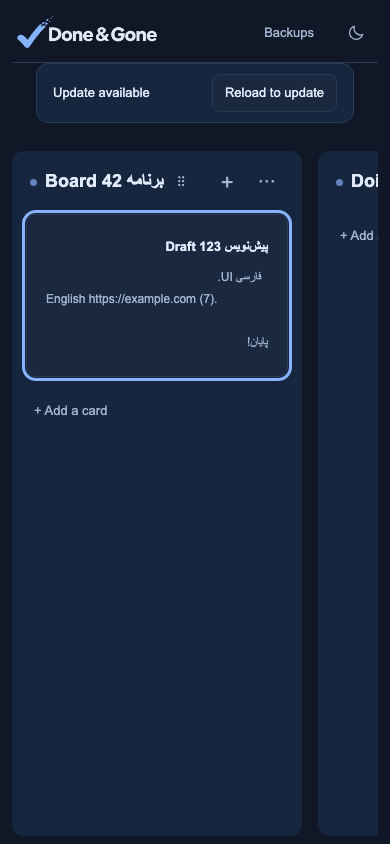 Done & Gone
Backups
Update available
Reload to update
Board 42 برنامه
پیش‌نویس Draft 123
فارسی UI.
English https://example.com (7).
پایان!
+ Add a card
Doi
+ Add